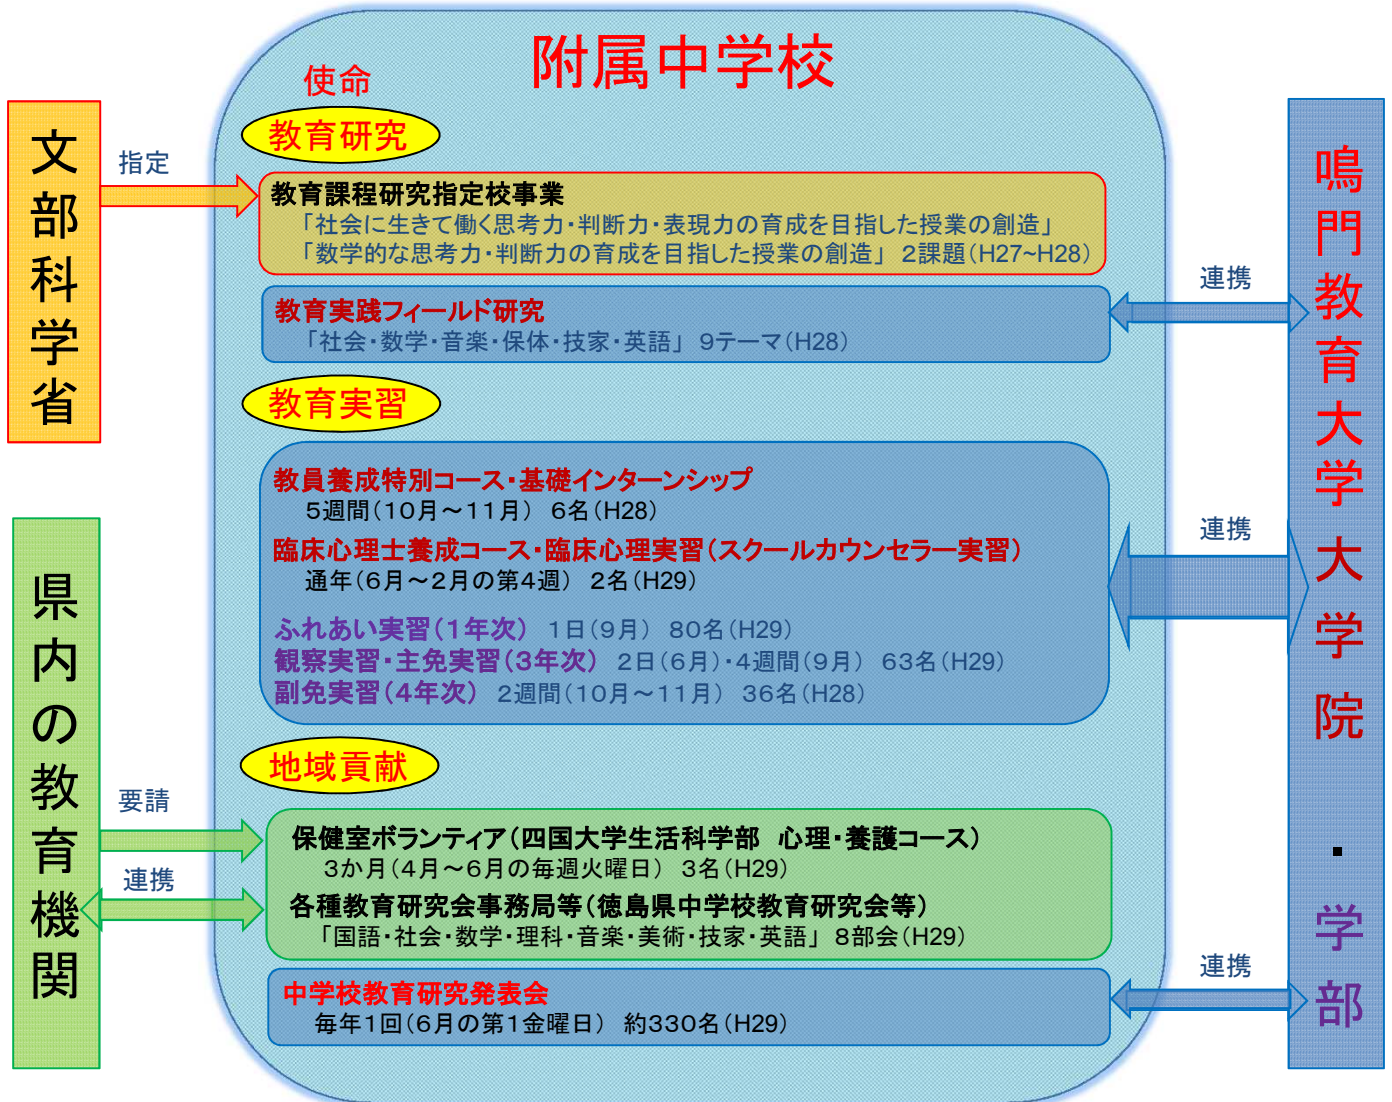 附属中学校
使命
教育研究
文部科学省
指定
教育課程研究指定校事業
「社会に生きて働く思考力・判断力・表現力の育成を目指した授業の創造」
「数学的な思考力・判断力の育成を目指した授業の創造」 2課題(H27~H28)
教育実践フィールド研究
「社会・数学・音楽・保体・技家・英語」 9テーマ(H28)
連携
鳴門教育大学大学院・学部
教育実習
教員養成特別コース・基礎インターンシップ
5週間(10月～11月) 6名(H28)
臨床心理士養成コース・臨床心理実習(スクールカウンセラー実習)
通年(6月～2月の第4週) 2名(H29)
ふれあい実習(1年次) 1日(9月) 80名(H29)
観察実習・主免実習(3年次) 2日(6月)・4週間(9月) 63名(H29)
副免実習(4年次) 2週間(10月～11月) 36名(H28)
連携
地域貢献
県内の教育機関
要請
連携
保健室ボランティア(四国大学生活科学部 心理・養護コース)
3か月(4月～6月の毎週火曜日) 3名(H29)
各種教育研究会事務局等(徳島県中学校教育研究会等)
「国語・社会・数学・理科・音楽・美術・技家・英語」 8部会(H29)
中学校教育研究発表会
毎年1回(6月の第1金曜日) 約330名(H29)
連携